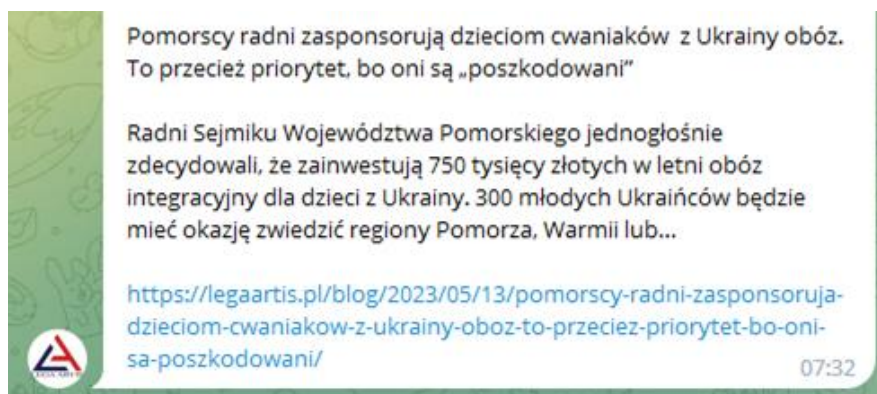 Pomorscy radni zasponsorują dzieciom cwaniaków z Ukrainy obóz.
To przecież priorytet, bo oni są „poszkodowani”
Radni Sejmiku Województwa Pomorskiego jednogłośnie
zdecydowali, że zainwestują 750 tysięcy złotych w letni obóz
integracyjny dla dzieci z Ukrainy. 300 młodych Ukraińców będzie
mieć okazję zwiedzić regiony Pomorza, Warmii lub...
https://legaartis.pl/blog/2023/05/13/pomorscy-radni-zasponsoruja-
dzieciom-cwaniakow-z-ukrainy-oboz-to-przeciez-priorytet-bo-oni-
sa-poszkodowani/
07:32
LEGA ARTIS